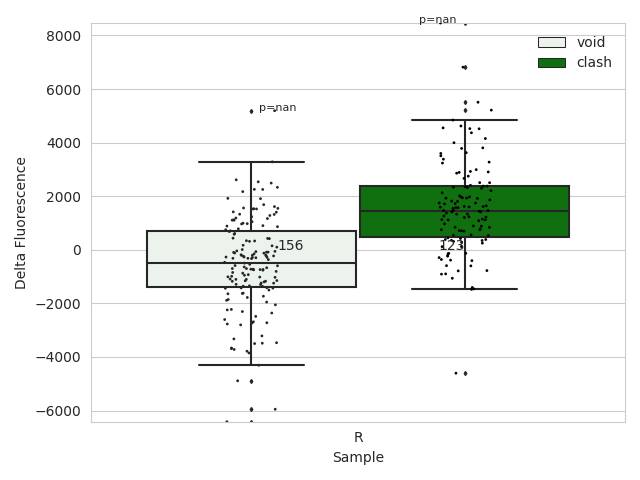 p=nan
8000
void
clash
6000
p=nan
4000
2000
0
156
123
−2000
−4000
−6000
Delta Fluorescence
R
Sample